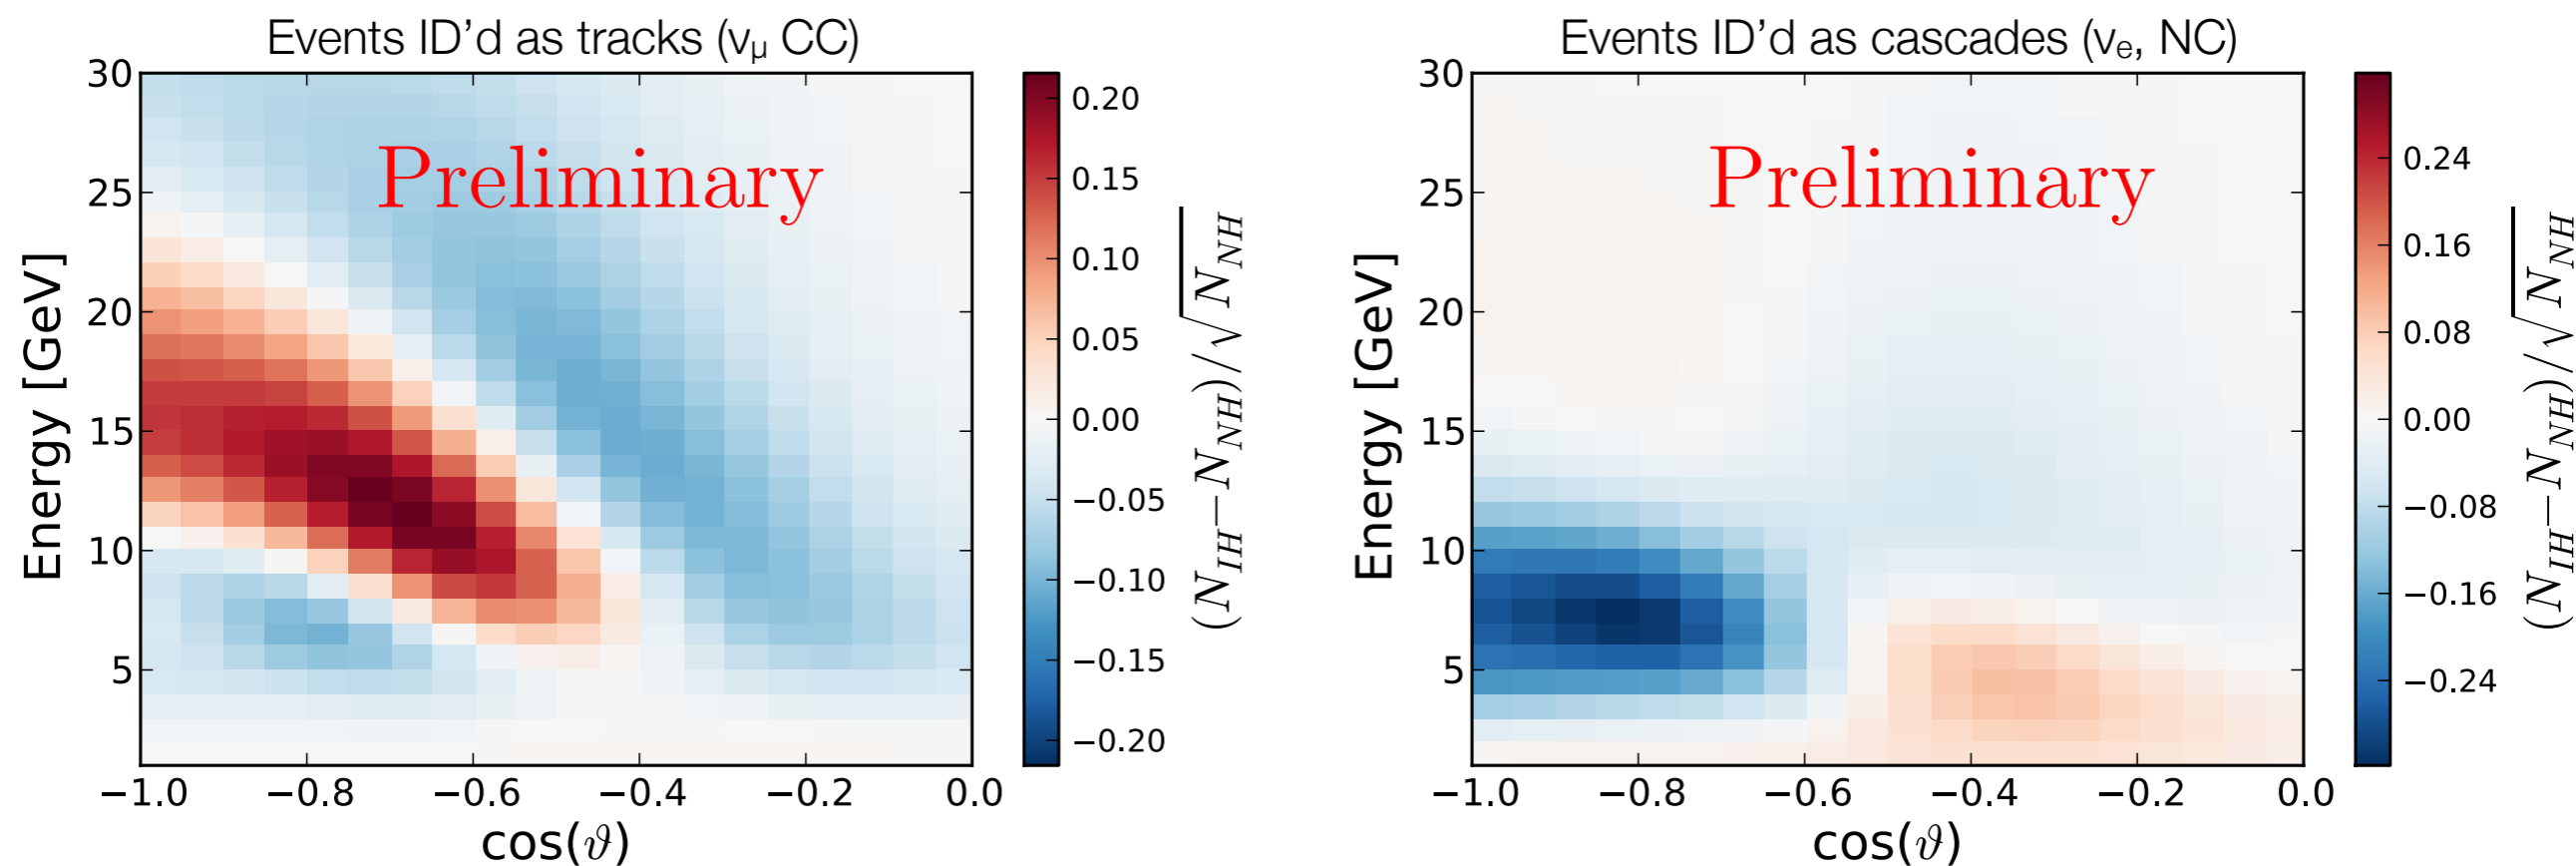 Events ID'd as tracks (νμ CC)
30
25
20
15
10
5
Energy [GeV]
Preliminary
−1.0 −0.8 −0.6 −0.4 −0.2 0.0
cos(ϑ)
0.20
0.15
0.10
0.05
0.00
−0.05
−0.10
−0.15
−0.20
(N_IH−N_NH)/√N_NH
Events ID'd as cascades (νe, NC)
30
25
20
15
10
5
Energy [GeV]
Preliminary
−1.0 −0.8 −0.6 −0.4 −0.2 0.0
cos(ϑ)
0.24
0.16
0.08
0.00
−0.08
−0.16
−0.24
(N_IH−N_NH)/√N_NH